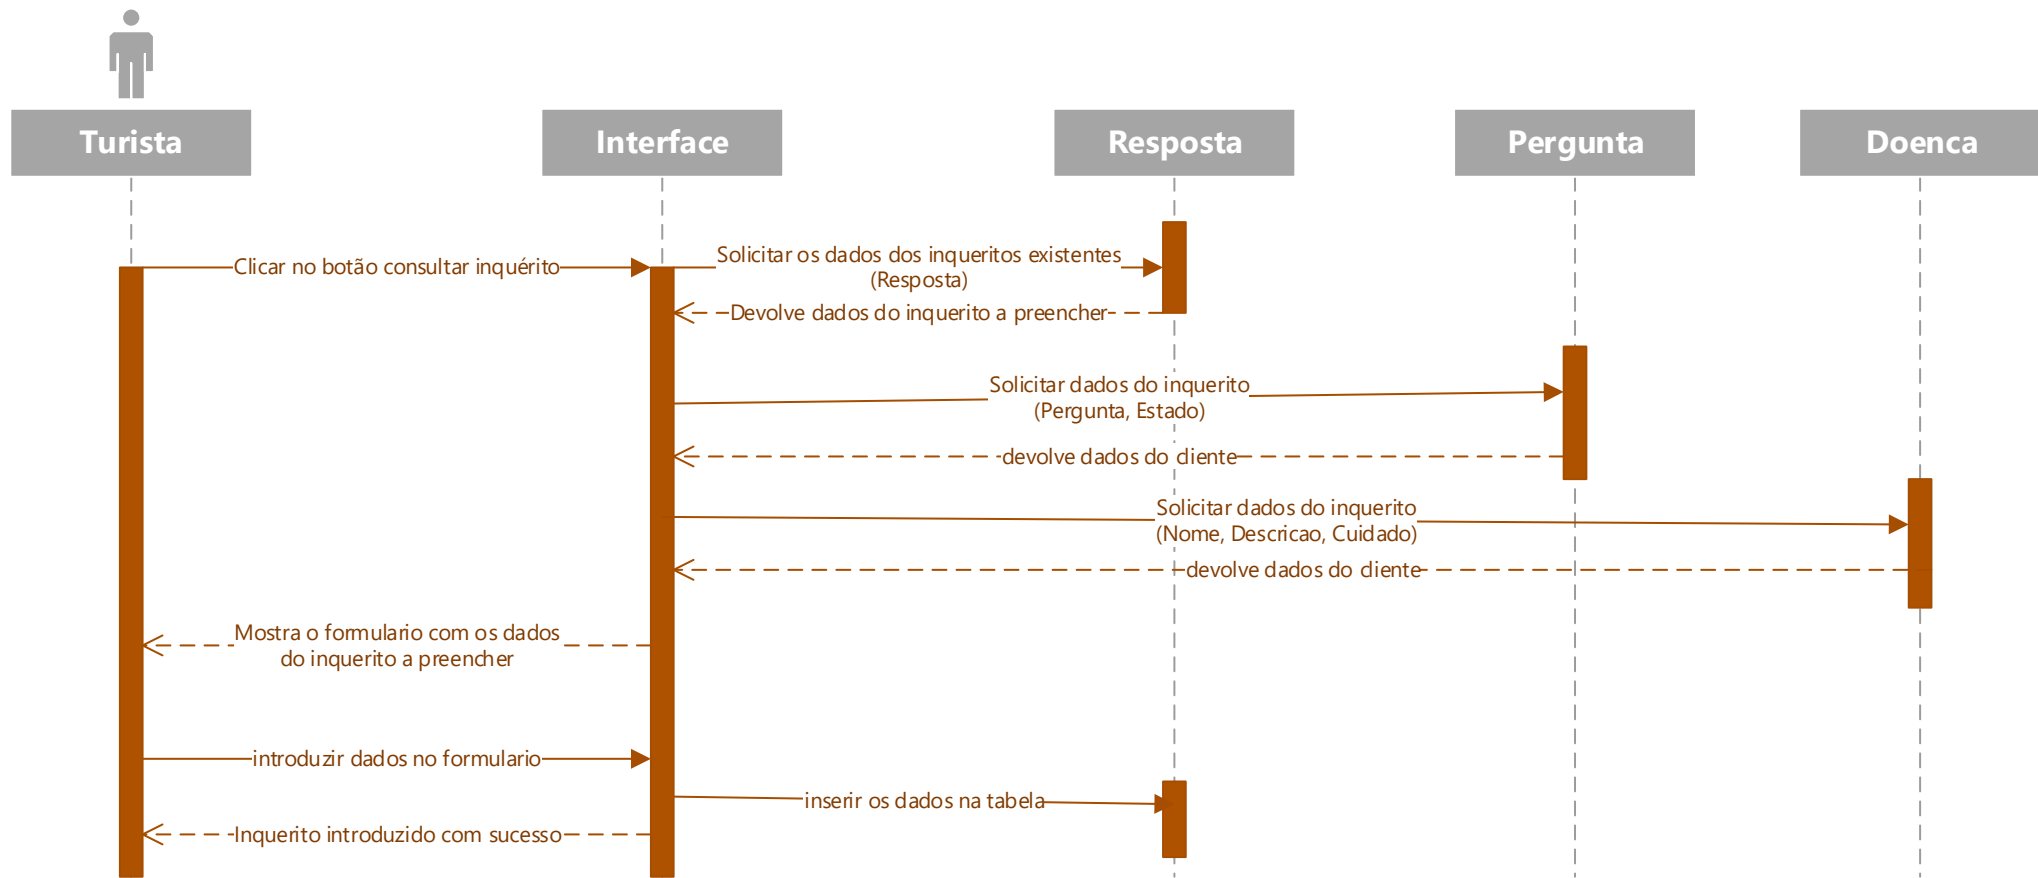 Turista
Interface
Resposta
Pergunta
Doenca
Clicar no botão consultar inquérito
Solicitar os dados dos inqueritos existentes
(Resposta)
Devolve dados do inquerito a preencher
Solicitar dados do inquerito
(Pergunta, Estado)
devolve dados do cliente
Solicitar dados do inquerito
(Nome, Descricao, Cuidado)
devolve dados do cliente
Mostra o formulario com os dados
do inquerito a preencher
introduzir dados no formulario
inserir os dados na tabela
Inquerito introduzido com sucesso